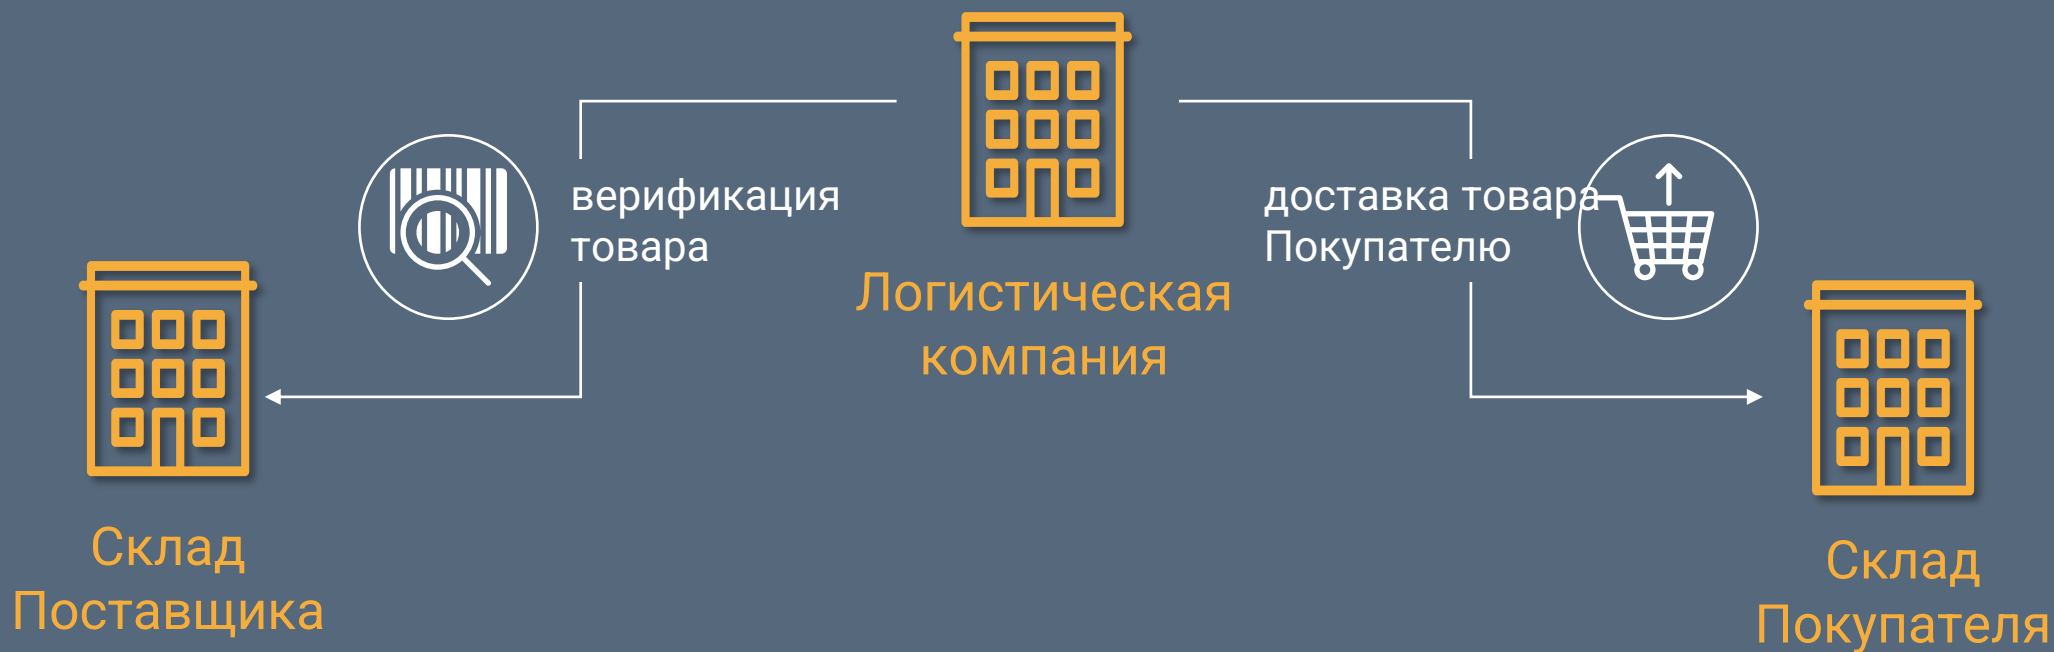 верификация
товара
доставка товара
Покупателю
Логистическая
компания
Склад
Поставщика
Склад
Покупателя